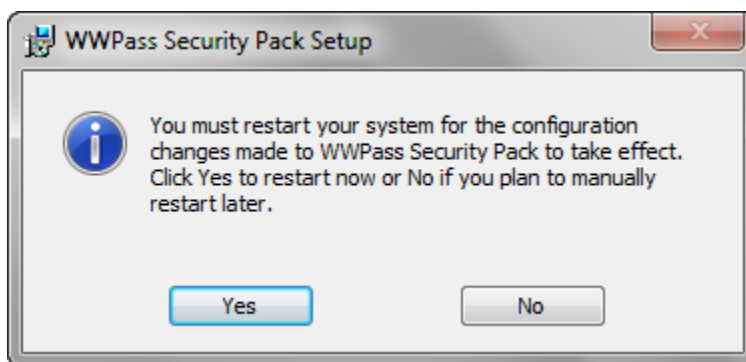 WWPass Security Pack Setup
You must restart your system for the configuration
changes made to WWPass Security Pack to take effect.
Click Yes to restart now or No if you plan to manually
restart later.
Yes
No